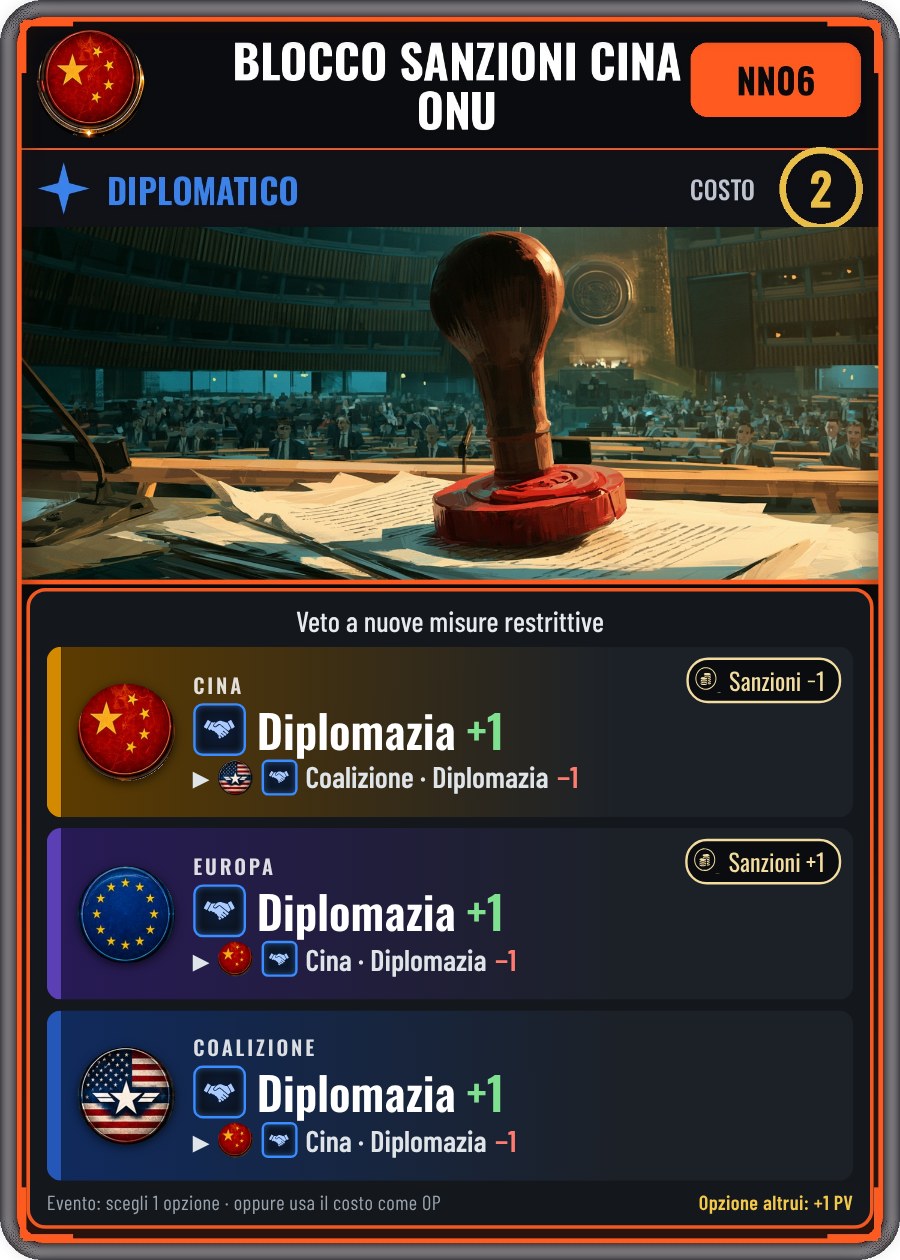 BLOCCO SANZIONI CINA
ONU
NN06
DIPLOMATICO
COSTO
2
Veto a nuove misure restrittive
CINA
Sanzioni −1
Diplomazia +1
▶ Coalizione · Diplomazia −1
EUROPA
Sanzioni +1
Diplomazia +1
▶ Cina · Diplomazia −1
COALIZIONE
Diplomazia +1
▶ Cina · Diplomazia −1
Evento: scegli 1 opzione · oppure usa il costo come OP
Opzione altrui: +1 PV